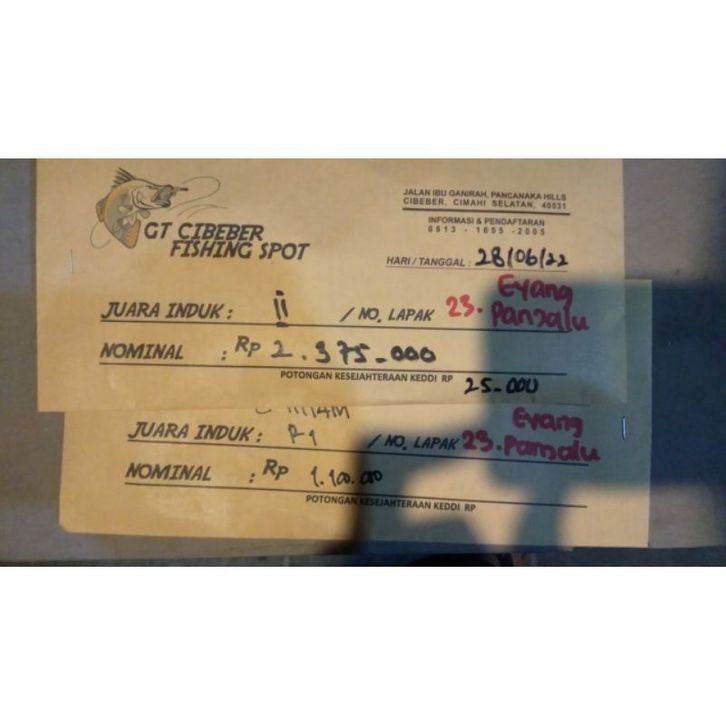 GT CIBEBER
FISHING SPOT
JALAN IBU GANIRAH, PANCANAKA HILLS
CIBEBER, CIMAHI SELATAN, 40531
INFORMASI & PENDAFTARAN
0813 - 1655 - 2005
HARI / TANGGAL : 28/06/22
JUARA INDUK : II / NO. LAPAK 23. Eyang Panjalu
NOMINAL : Rp 2.375-000
POTONGAN KESEJAHTERAAN KEDDI RP 25-000
JUARA INDUK : / NO. LAPAK 23. Eyang Panjalu
NOMINAL : Rp 1.100.000
POTONGAN KESEJAHTERAAN KEDDI RP